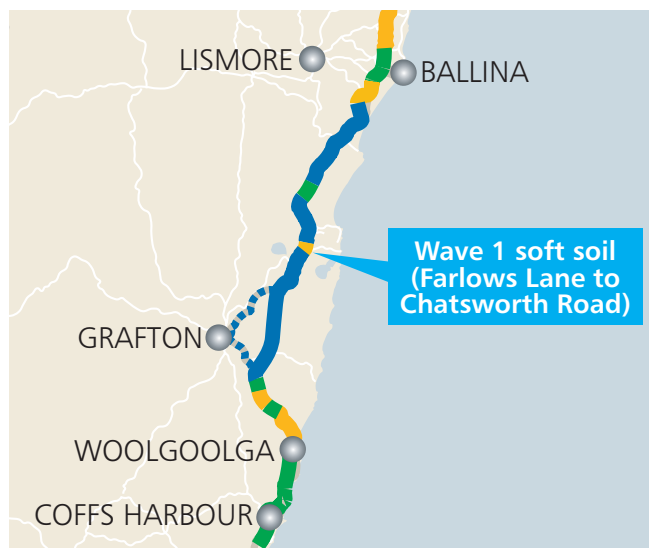 LISMORE
BALLINA
Wave 1 soft soil
(Farlows Lane to
Chatsworth Road)
GRAFTON
WOOLGOOLGA
COFFS HARBOUR